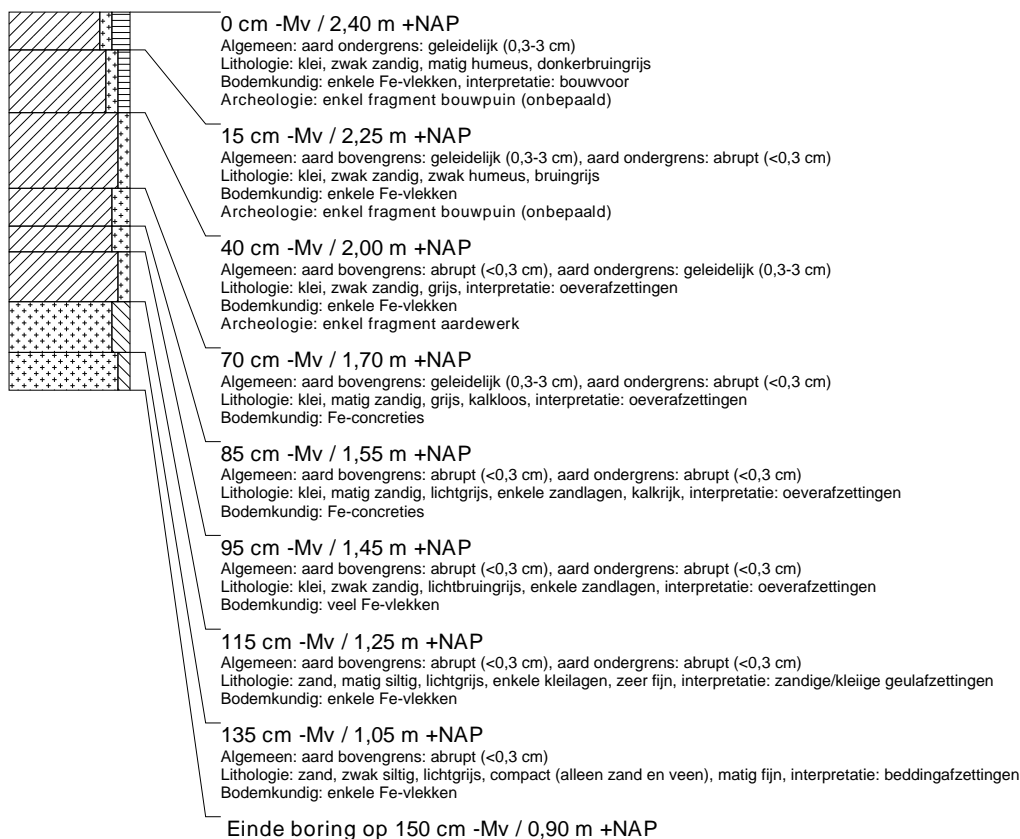 0 cm -Mv / 2,40 m +NAP
Algemeen: aard ondergrens: geleidelijk (0,3-3 cm)
Lithologie: klei, zwak zandig, matig humeus, donkerbruingrijs
Bodemkundig: enkele Fe-vlekken, interpretatie: bouwvoor
Archeologie: enkel fragment bouwpuin (onbepaald)
15 cm -Mv / 2,25 m +NAP
Algemeen: aard bovengrens: geleidelijk (0,3-3 cm), aard ondergrens: abrupt (<0,3 cm)
Lithologie: klei, zwak zandig, zwak humeus, bruingrijs
Bodemkundig: enkele Fe-vlekken
Archeologie: enkel fragment bouwpuin (onbepaald)
40 cm -Mv / 2,00 m +NAP
Algemeen: aard bovengrens: abrupt (<0,3 cm), aard ondergrens: geleidelijk (0,3-3 cm)
Lithologie: klei, zwak zandig, grijs, interpretatie: oeverafzettingen
Bodemkundig: enkele Fe-vlekken
Archeologie: enkel fragment aardewerk
70 cm -Mv / 1,70 m +NAP
Algemeen: aard bovengrens: geleidelijk (0,3-3 cm), aard ondergrens: abrupt (<0,3 cm)
Lithologie: klei, matig zandig, grijs, kalkloos, interpretatie: oeverafzettingen
Bodemkundig: Fe-concreties
85 cm -Mv / 1,55 m +NAP
Algemeen: aard bovengrens: abrupt (<0,3 cm), aard ondergrens: abrupt (<0,3 cm)
Lithologie: klei, matig zandig, lichtgrijs, enkele zandlagen, kalkrijk, interpretatie: oeverafzettingen
Bodemkundig: Fe-concreties
95 cm -Mv / 1,45 m +NAP
Algemeen: aard bovengrens: abrupt (<0,3 cm), aard ondergrens: abrupt (<0,3 cm)
Lithologie: klei, zwak zandig, lichtbruingrijs, enkele zandlagen, interpretatie: oeverafzettingen
Bodemkundig: veel Fe-vlekken
115 cm -Mv / 1,25 m +NAP
Algemeen: aard bovengrens: abrupt (<0,3 cm), aard ondergrens: abrupt (<0,3 cm)
Lithologie: zand, matig siltig, lichtgrijs, enkele kleilagen, zeer fijn, interpretatie: zandige/kleiige geulafzettingen
Bodemkundig: enkele Fe-vlekken
135 cm -Mv / 1,05 m +NAP
Algemeen: aard bovengrens: abrupt (<0,3 cm)
Lithologie: zand, zwak siltig, lichtgrijs, compact (alleen zand en veen), matig fijn, interpretatie: beddingafzettingen
Bodemkundig: enkele Fe-vlekken
Einde boring op 150 cm -Mv / 0,90 m +NAP